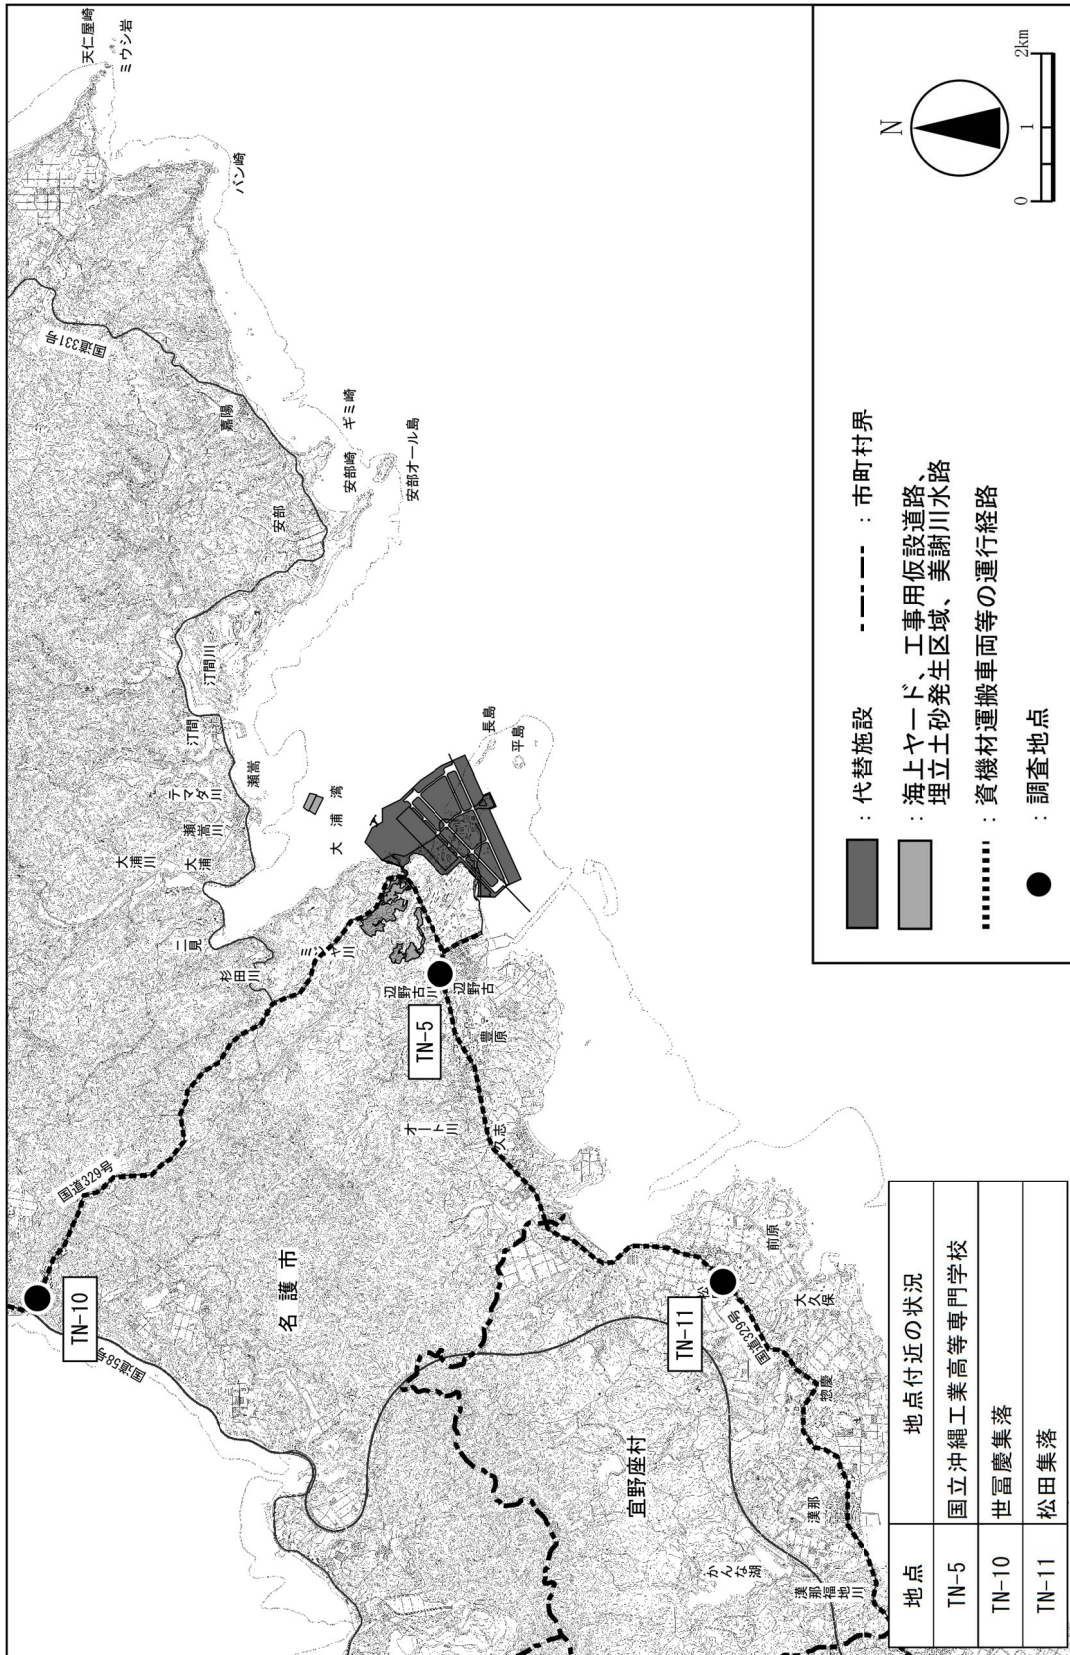 天仁屋崎
ミウシ岩
バン崎
国道331号
嘉陽
ギミ崎
安部崎
安部オール島
安部
汀間川
汀間
瀬嵩
テマダ川
瀬嵩川
大浦川
大浦
大浦湾
長島
平島
二見
杉田川
ミジャ川
辺野古川
辺野古
TN-5
豊原
オート川
久志
国道329号
TN-10
国道58号
名護市
前原
松
TN-11
大久保
国道329号
惣慶
宜野座村
漢那
かんな湖
漢那福地川
N
0 1 2km
：代替施設
：市町村界
：海上ヤード、工事用仮設道路、
埋立土砂発生区域、美謝川水路
：資機材運搬車両等の運行経路
：調査地点
地点 地点付近の状況
TN-5 国立沖縄工業高等専門学校
TN-10 世冨慶集落
TN-11 松田集落